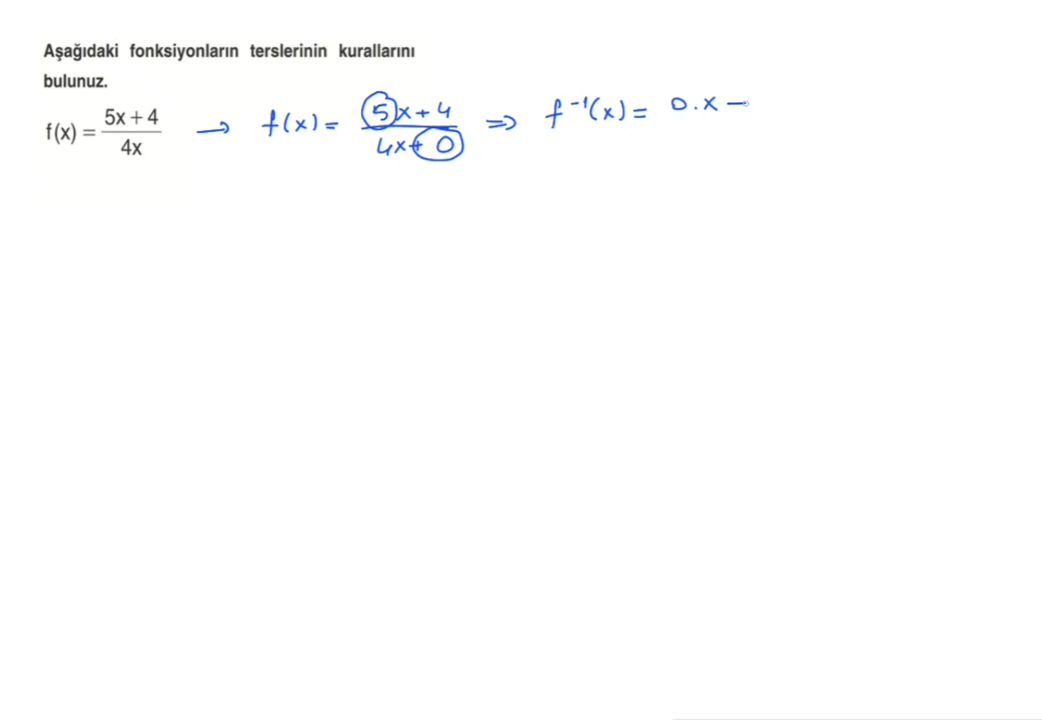 Aşağıdaki fonksiyonların terslerinin kurallarını
bulunuz.
f(x) = 5x + 4 / 4x → f(x) = 5x + 4 / 4x + 0 ⇒ f⁻¹(x) = 0.x −